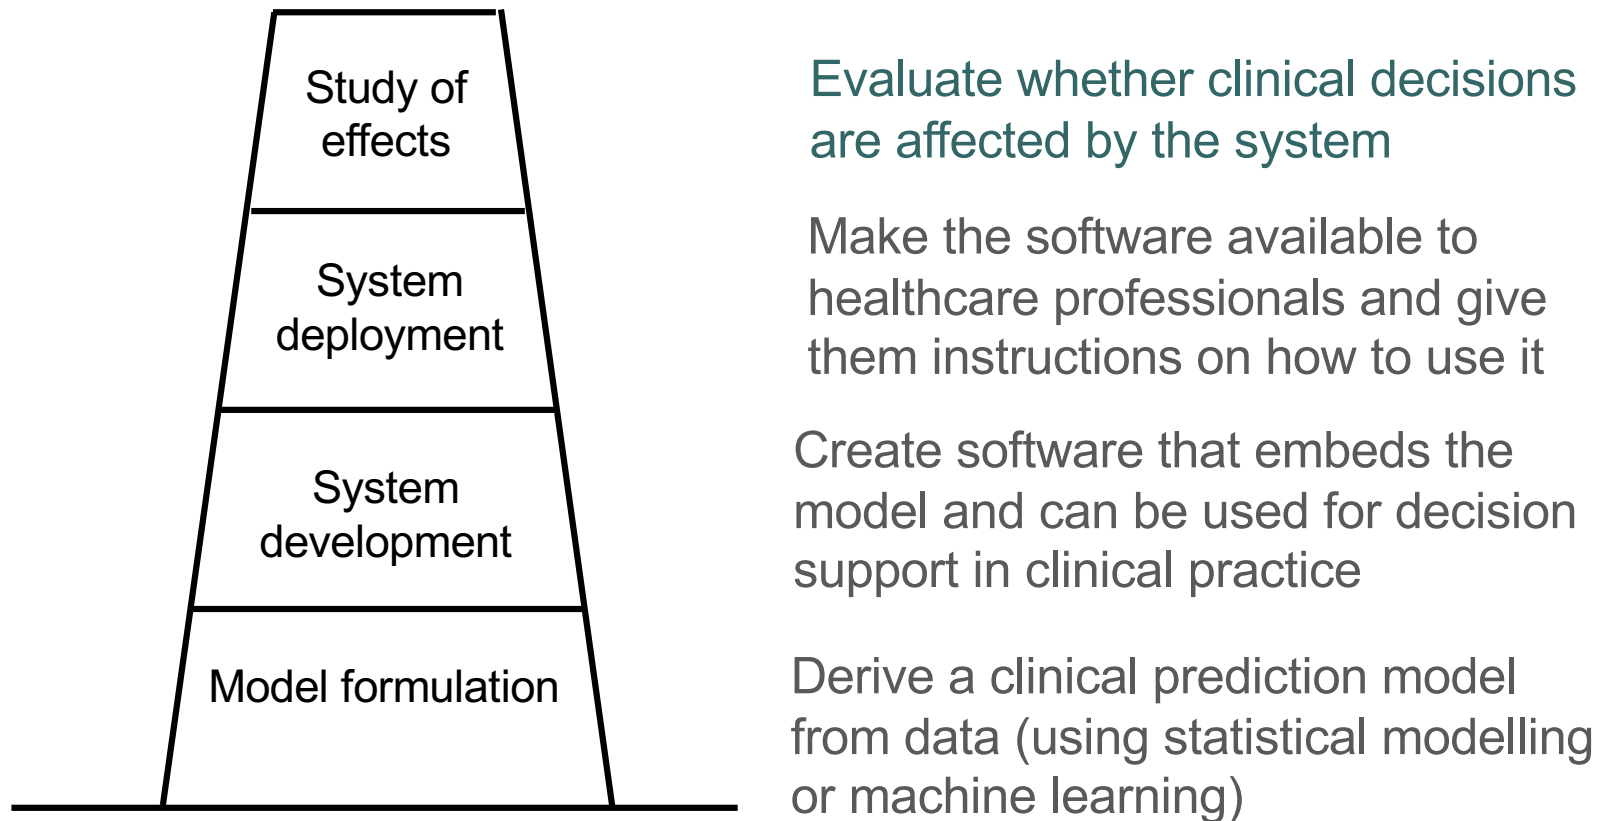 Study of
effects
Evaluate whether clinical decisions
are affected by the system
System
deployment
Make the software available to
healthcare professionals and give
them instructions on how to use it
System
development
Create software that embeds the
model and can be used for decision
support in clinical practice
Model formulation
Derive a clinical prediction model
from data (using statistical modelling
or machine learning)